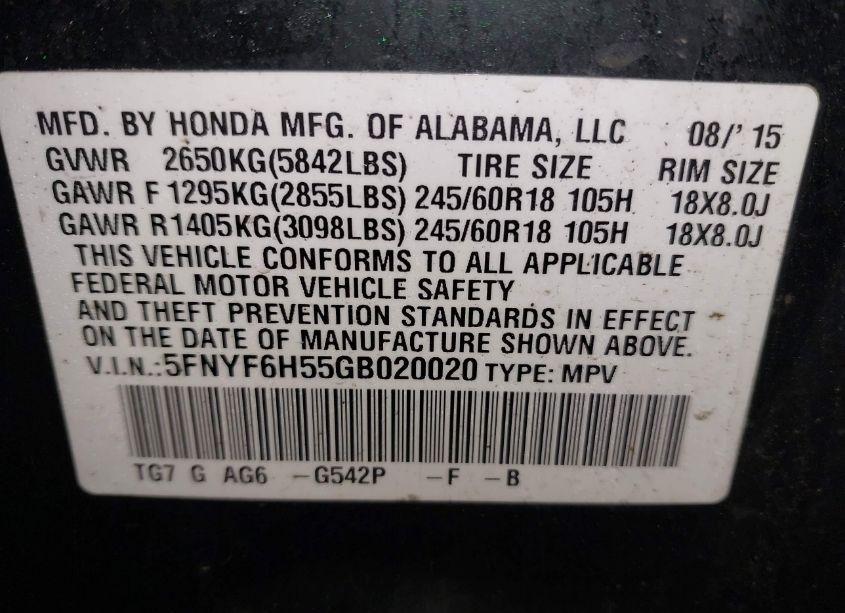 MFD. BY HONDA MFG. OF ALABAMA, LLC 08/' 15
GVWR 2650KG(5842LBS) TIRE SIZE RIM SIZE
GAWR F 1295KG(2855LBS) 245/60R18 105H 18X8.0J
GAWR R1405KG(3098LBS) 245/60R18 105H 18X8.0J
THIS VEHICLE CONFORMS TO ALL APPLICABLE
FEDERAL MOTOR VEHICLE SAFETY
AND THEFT PREVENTION STANDARDS IN EFFECT
ON THE DATE OF MANUFACTURE SHOWN ABOVE.
V.I.N.:5FNYF6H55GB020020 TYPE: MPV
TG7 G AG6 -G542P -F -B